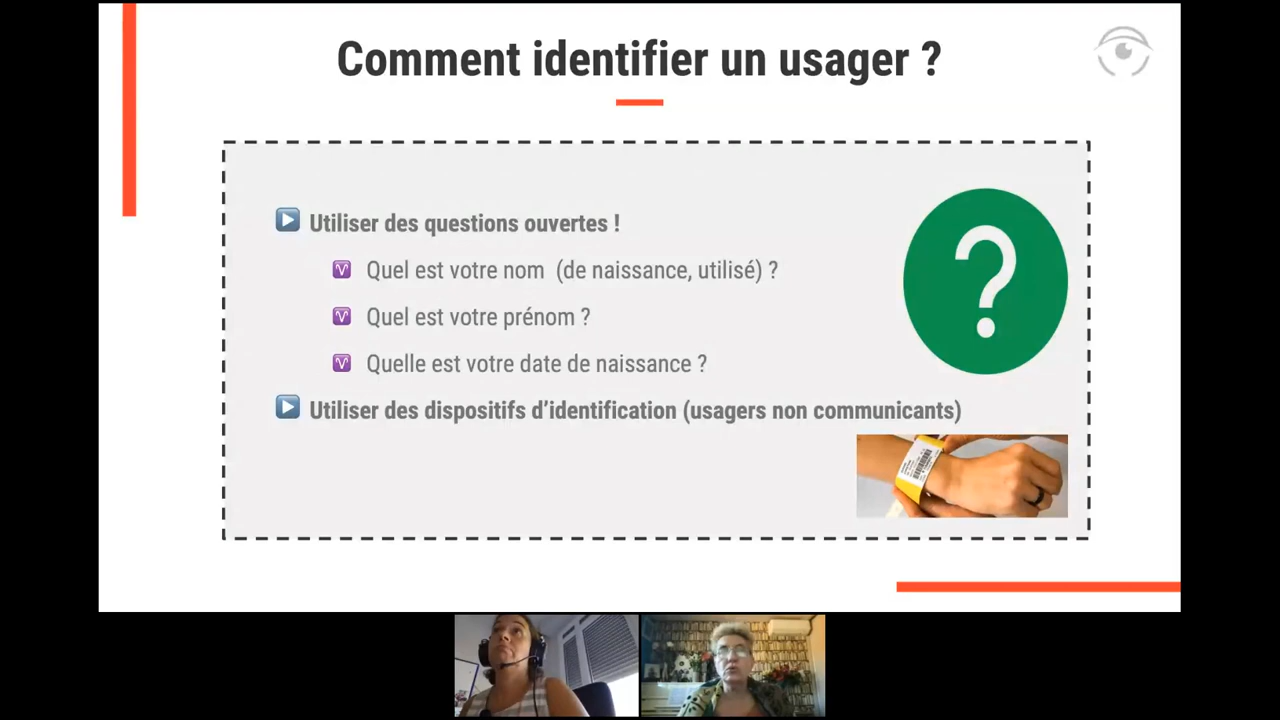 Comment identifier un usager ?
Utiliser des questions ouvertes !
Quel est votre nom (de naissance, utilisé) ?
Quel est votre prénom ?
Quelle est votre date de naissance ?
Utiliser des dispositifs d’identification (usagers non communicants)